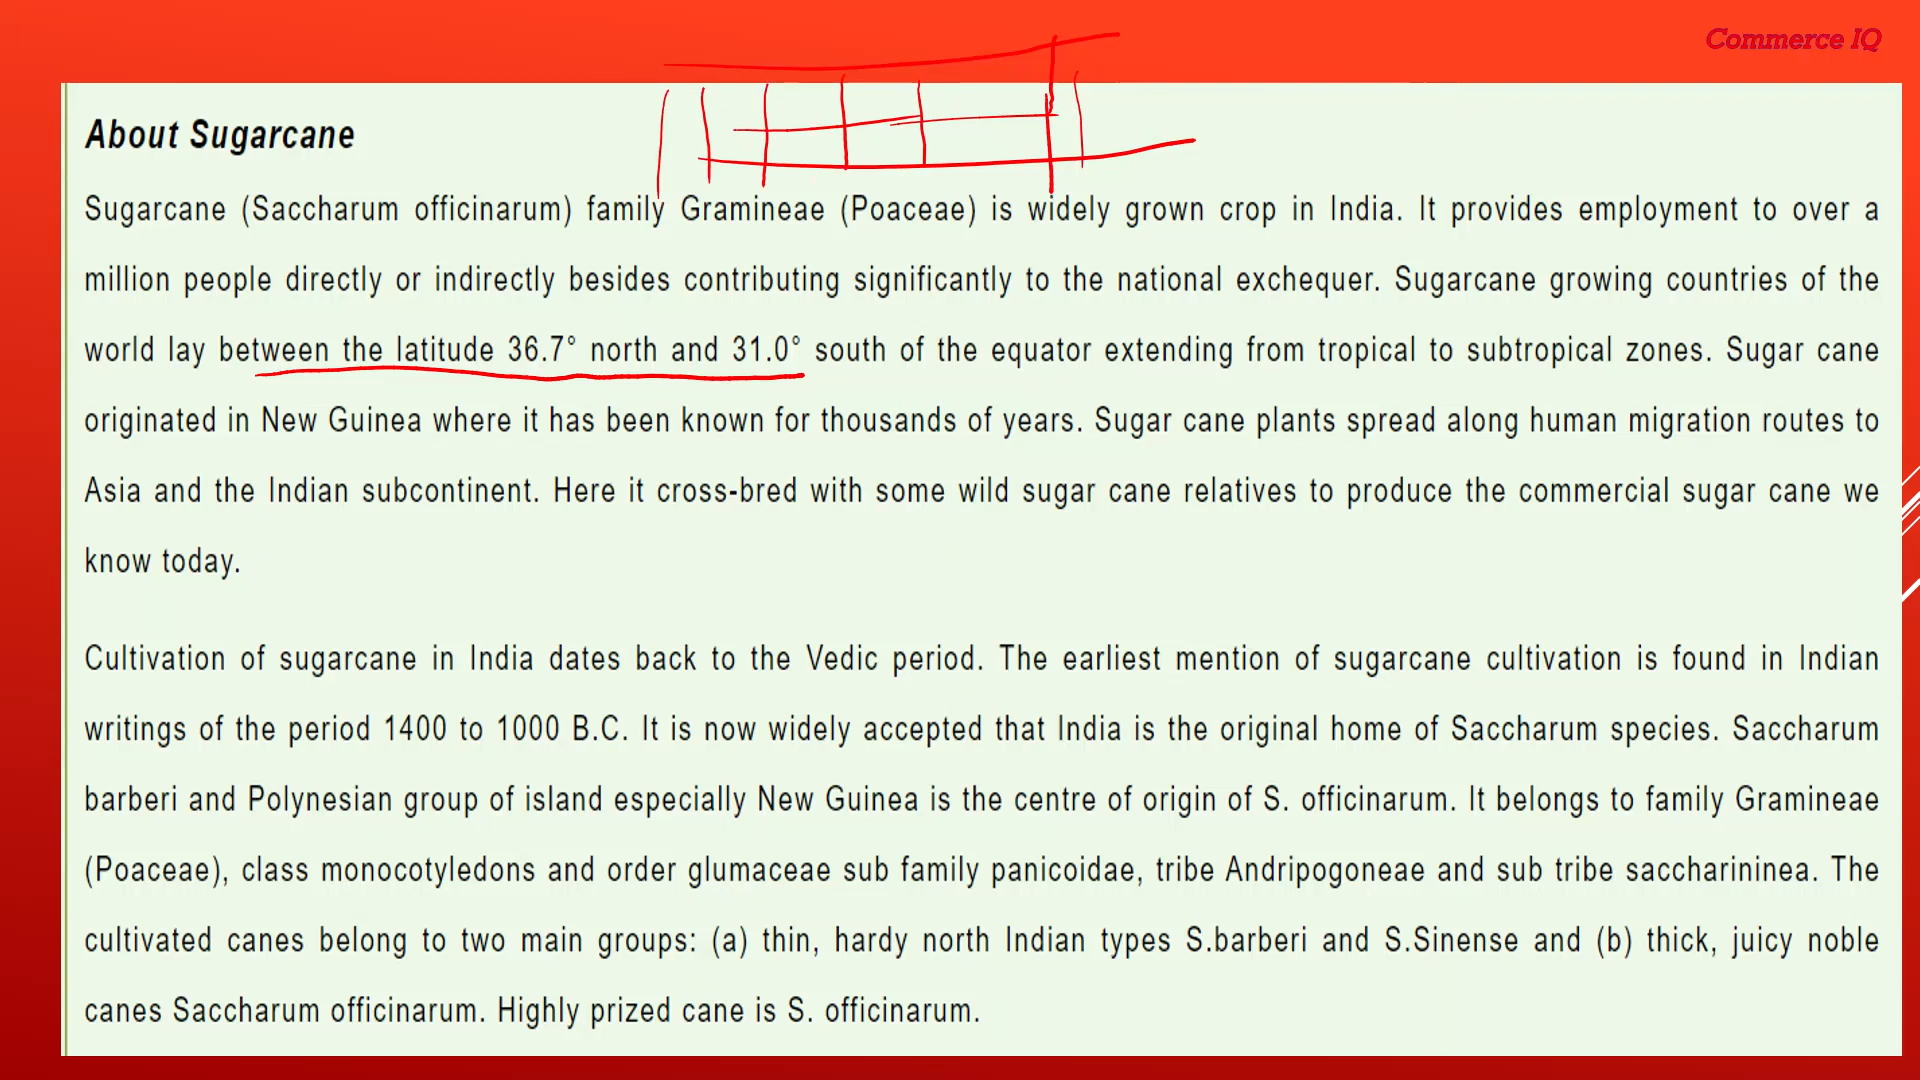 Commerce IQ
About Sugarcane
Sugarcane (Saccharum officinarum) family Gramineae (Poaceae) is widely grown crop in India. It provides employment to over a
million people directly or indirectly besides contributing significantly to the national exchequer. Sugarcane growing countries of the
world lay between the latitude 36.7° north and 31.0° south of the equator extending from tropical to subtropical zones. Sugar cane
originated in New Guinea where it has been known for thousands of years. Sugar cane plants spread along human migration routes to
Asia and the Indian subcontinent. Here it cross-bred with some wild sugar cane relatives to produce the commercial sugar cane we
know today.
Cultivation of sugarcane in India dates back to the Vedic period. The earliest mention of sugarcane cultivation is found in Indian
writings of the period 1400 to 1000 B.C. It is now widely accepted that India is the original home of Saccharum species. Saccharum
barberi and Polynesian group of island especially New Guinea is the centre of origin of S. officinarum. It belongs to family Gramineae
(Poaceae), class monocotyledons and order glumaceae sub family panicoidae, tribe Andripogoneae and sub tribe saccharininea. The
cultivated canes belong to two main groups: (a) thin, hardy north Indian types S.barberi and S.Sinense and (b) thick, juicy noble
canes Saccharum officinarum. Highly prized cane is S. officinarum.